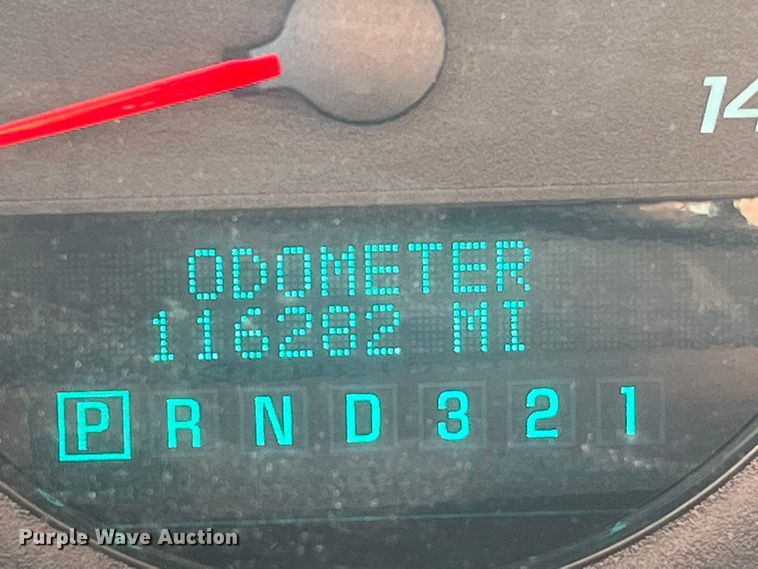 14
ODOMETER
116282 MI
P R N D 3 2 1
Purple Wave Auction